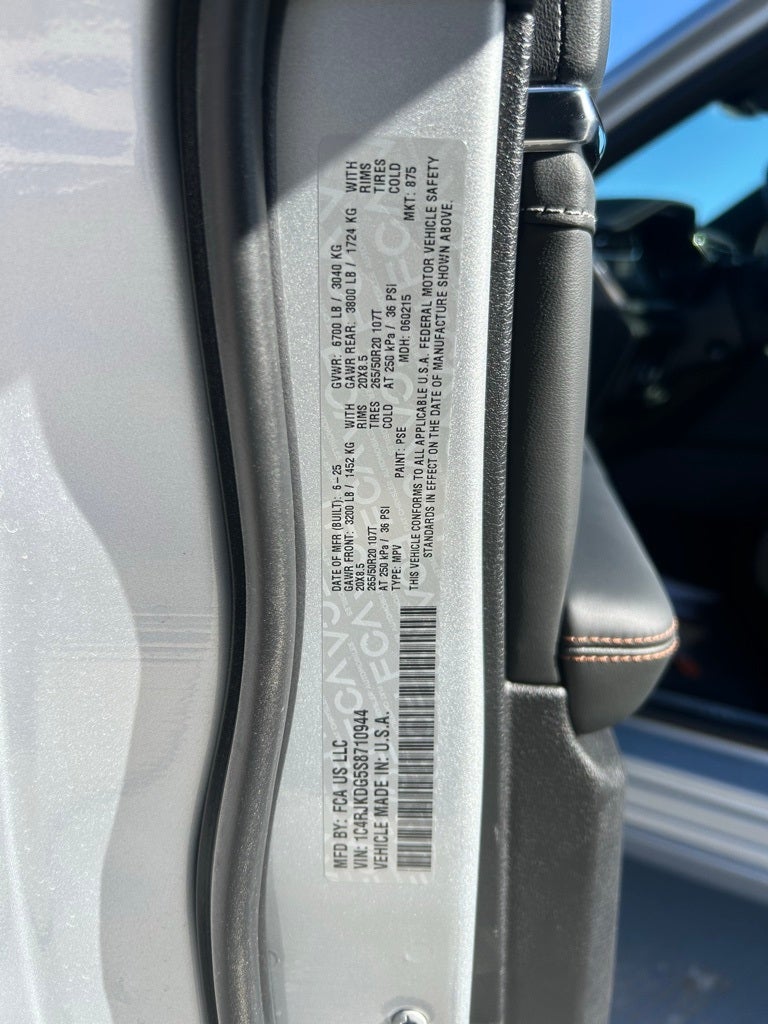 MFD BY: FCA US LLC
VIN: 1C4RJKDG5S8710944
VEHICLE MADE IN: U.S.A.
DATE OF MFR (BUILT): 6-25 GVWR: 6700 LB / 3040 KG
GAWR FRONT: 3200 LB / 1452 KG WITH GAWR REAR: 3800 LB / 1724 KG WITH
20X8.5 RIMS 20X8.5 RIMS
265/50R20 107T TIRES 265/50R20 107T TIRES
AT 250 kPa / 36 PSI COLD AT 250 kPa / 36 PSI COLD
TYPE: MPV PAINT: PSE MDH: 060215 MKT: 875
THIS VEHICLE CONFORMS TO ALL APPLICABLE U.S.A. FEDERAL MOTOR VEHICLE SAFETY
STANDARDS IN EFFECT ON THE DATE OF MANUFACTURE SHOWN ABOVE.